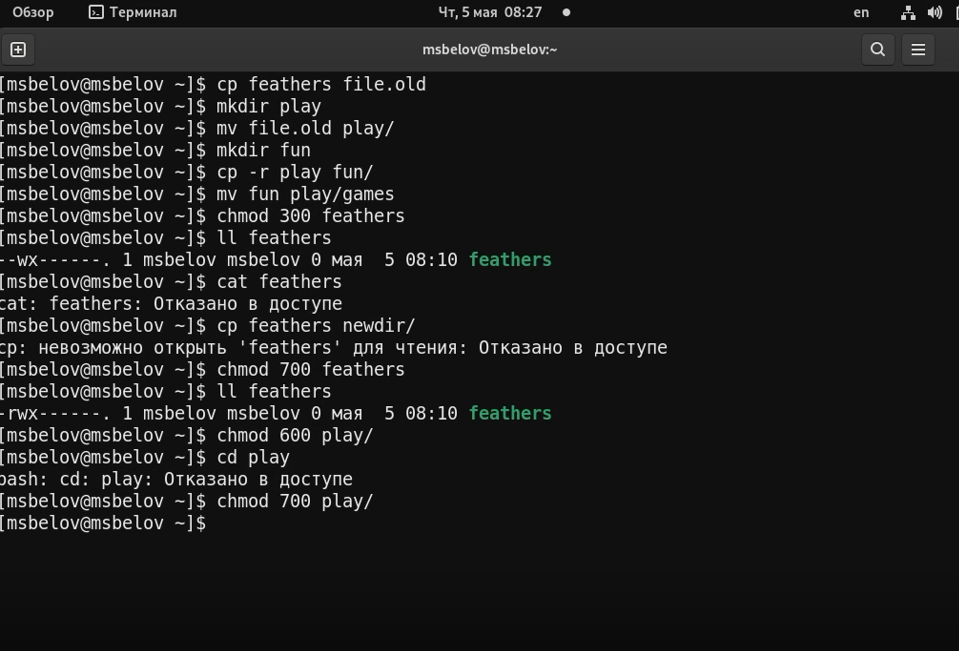 Обзор Терминал Чт, 5 мая 08:27 en
msbelov@msbelov:~
[msbelov@msbelov ~]$ cp feathers file.old
[msbelov@msbelov ~]$ mkdir play
[msbelov@msbelov ~]$ mv file.old play/
[msbelov@msbelov ~]$ mkdir fun
[msbelov@msbelov ~]$ cp -r play fun/
[msbelov@msbelov ~]$ mv fun play/games
[msbelov@msbelov ~]$ chmod 300 feathers
[msbelov@msbelov ~]$ ll feathers
--wx------. 1 msbelov msbelov 0 мая  5 08:10 feathers
[msbelov@msbelov ~]$ cat feathers
cat: feathers: Отказано в доступе
[msbelov@msbelov ~]$ cp feathers newdir/
cp: невозможно открыть 'feathers' для чтения: Отказано в доступе
[msbelov@msbelov ~]$ chmod 700 feathers
[msbelov@msbelov ~]$ ll feathers
-rwx------. 1 msbelov msbelov 0 мая  5 08:10 feathers
[msbelov@msbelov ~]$ chmod 600 play/
[msbelov@msbelov ~]$ cd play
bash: cd: play: Отказано в доступе
[msbelov@msbelov ~]$ chmod 700 play/
[msbelov@msbelov ~]$